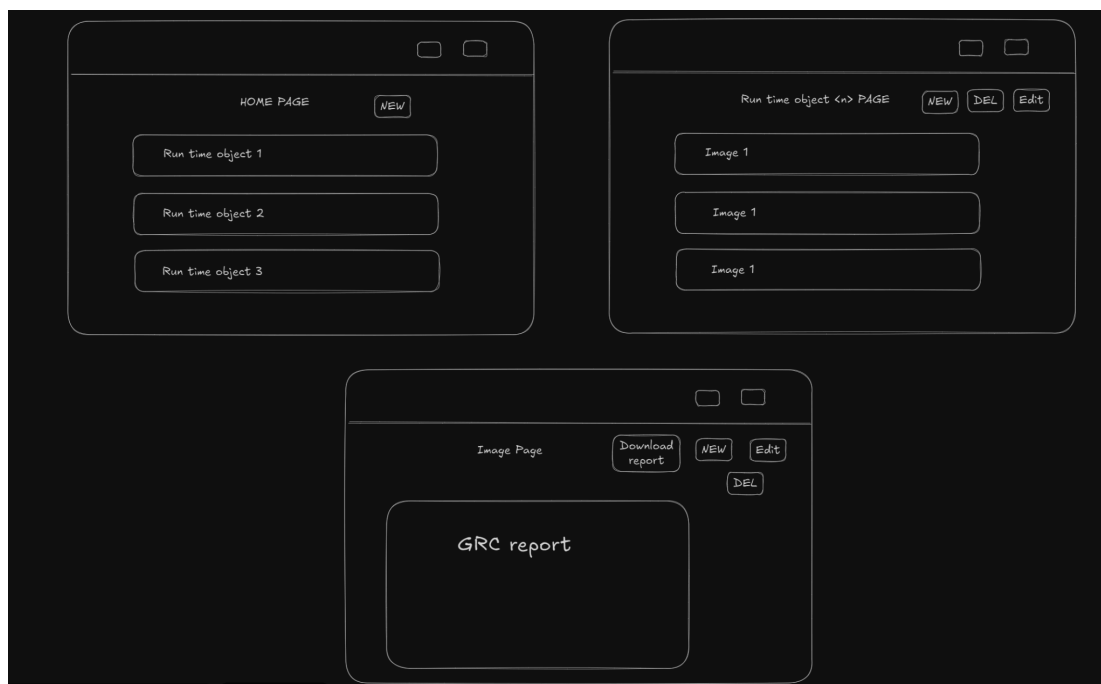 HOME PAGE
NEW
Run time object 1
Run time object 2
Run time object 3
Run time object <n> PAGE
NEW
DEL
Edit
Image 1
Image 1
Image 1
Image Page
Download
report
NEW
Edit
DEL
GRC report